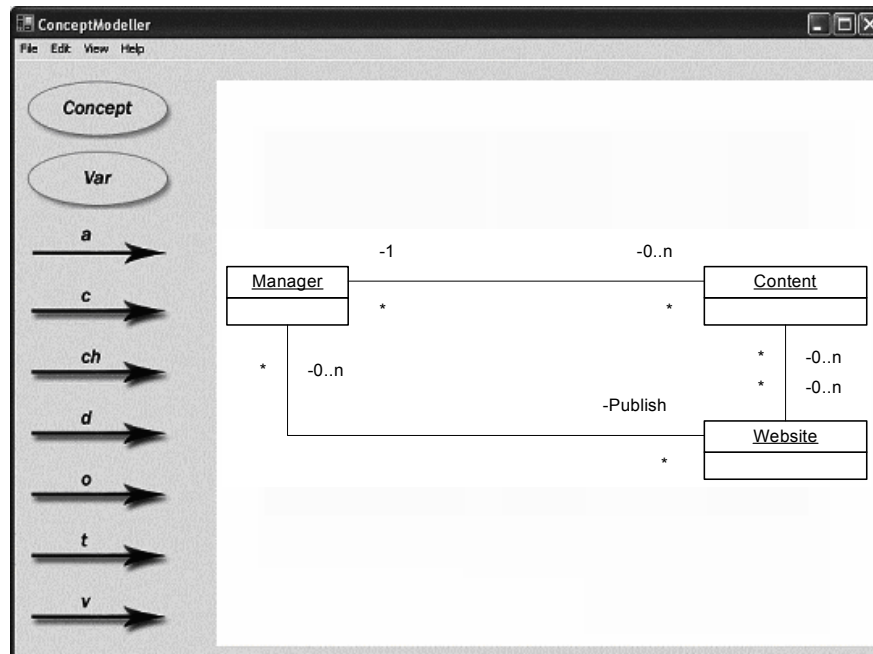 ConceptModeller
File Edit View Help
Concept
Var
a
c
ch
d
o
t
v
-1 -0..n
Manager Content
* *
* -0..n
* -0..n
* -0..n
-Publish
Website
*